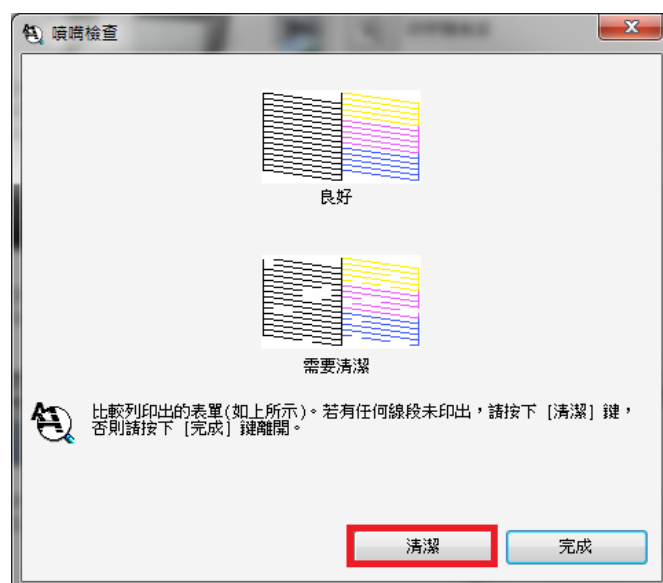 噴嘴檢查
良好
需要清潔
比較列印出的表單(如上所示)。若有任何線段未印出，請按下 [清潔] 鍵，
否則請按下 [完成] 鍵離開。
清潔
完成